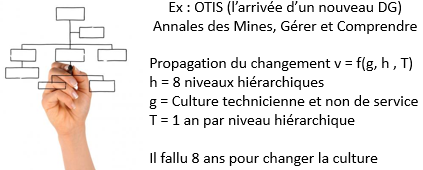 Ex : OTIS (l'arrivée d'un nouveau DG)
Annales des Mines, Gérer et Comprendre
Propagation du changement v = f(g, h , T)
h = 8 niveaux hiérarchiques
g = Culture technicienne et non de service
T = 1 an par niveau hiérarchique
Il fallu 8 ans pour changer la culture